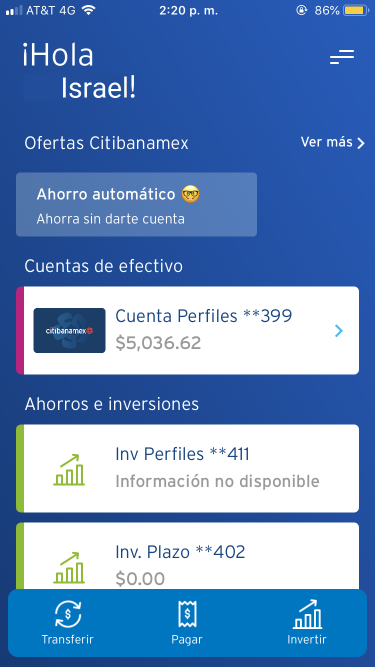 AT&T 4G 2:20 p. m. 86%
¡Hola
Israel!
Ofertas Citibanamex Ver más
Ahorro automático 🤓
Ahorra sin darte cuenta
Cuentas de efectivo
Cuenta Perfiles **399
citibanamex
$5,036.62
Ahorros e inversiones
Inv Perfiles **411
Información no disponible
Inv. Plazo **402
$0.00
Transferir Pagar Invertir